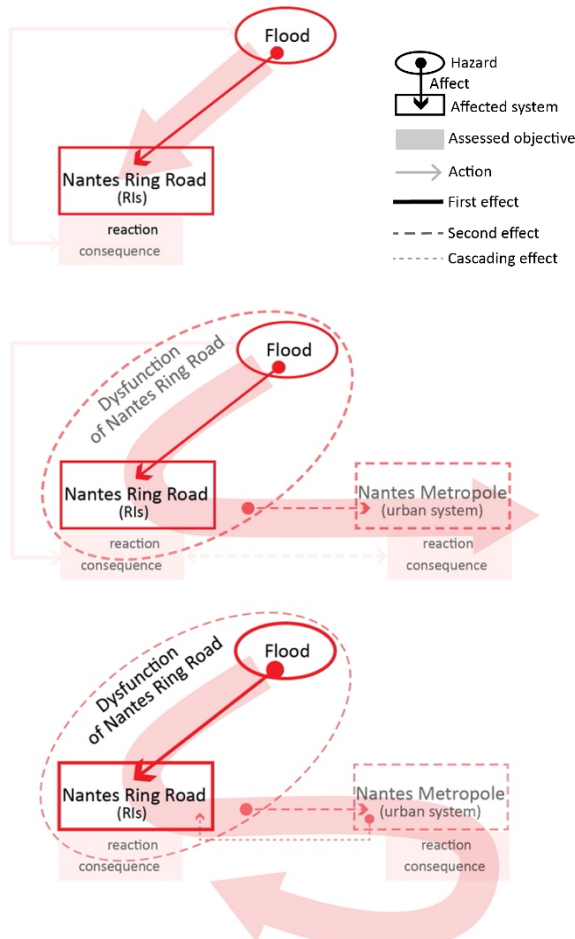 Flood
Nantes Ring Road
(RIs)
reaction
consequence
Hazard
Affect
Affected system
Assessed objective
Action
First effect
Second effect
Cascading effect
Dysfunction
of Nantes Ring Road
Flood
Nantes Ring Road
(RIs)
reaction
consequence
Nantes Metropole
(urban system)
reaction
consequence
Dysfunction
of Nantes Ring Road
Flood
Nantes Ring Road
(RIs)
reaction
consequence
Nantes Metropole
(urban system)
reaction
consequence